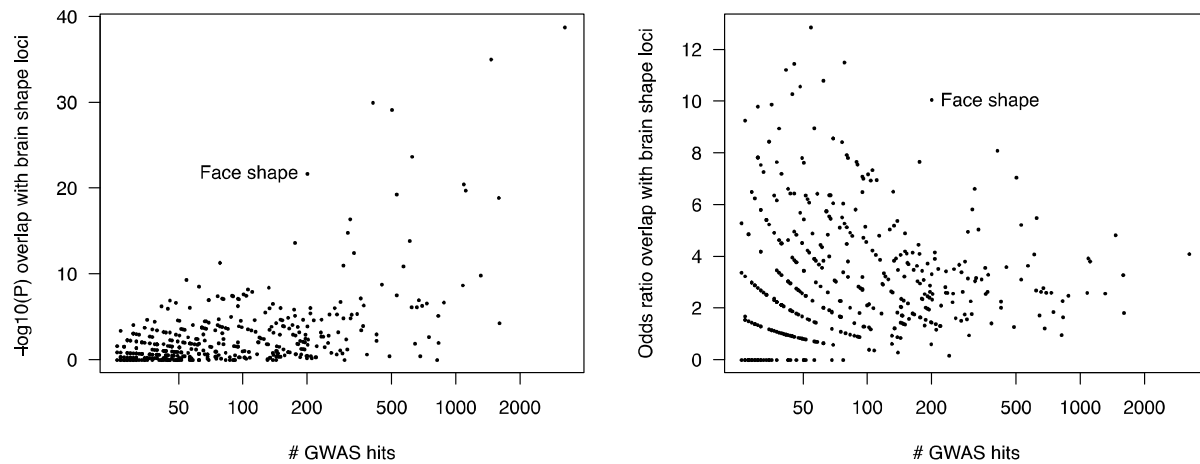 -log10(P) overlap with brain shape loci
40
30
20
10
0
Face shape
50 100 200 500 1000 2000
# GWAS hits
Odds ratio overlap with brain shape loci
12
10
8
6
4
2
0
Face shape
50 100 200 500 1000 2000
# GWAS hits